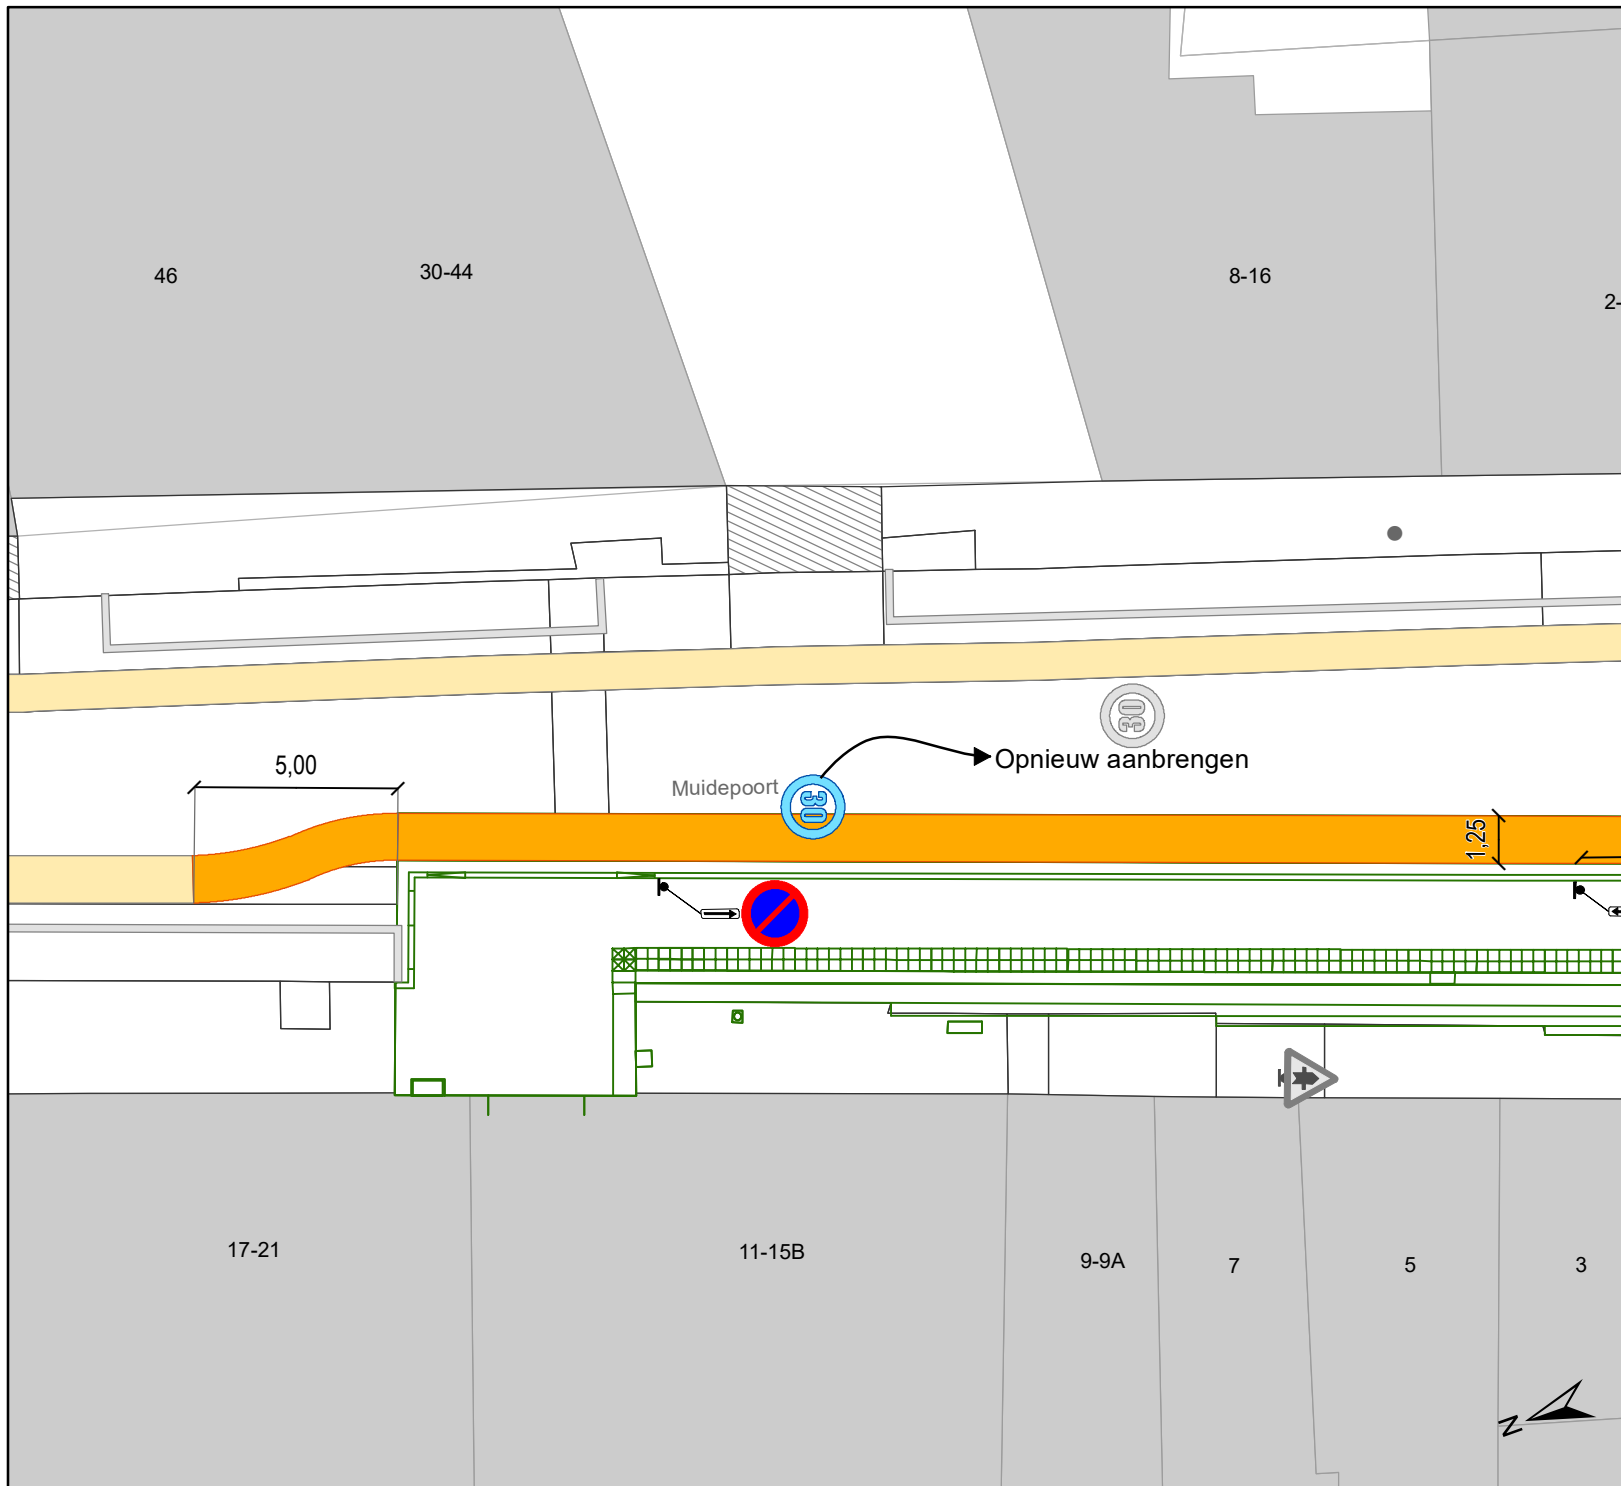 46
30-44
8-16
2-
30
Opnieuw aanbrengen
5,00
Muidepoort
30
1,25
17-21
11-15B
9-9A
7
5
3
N